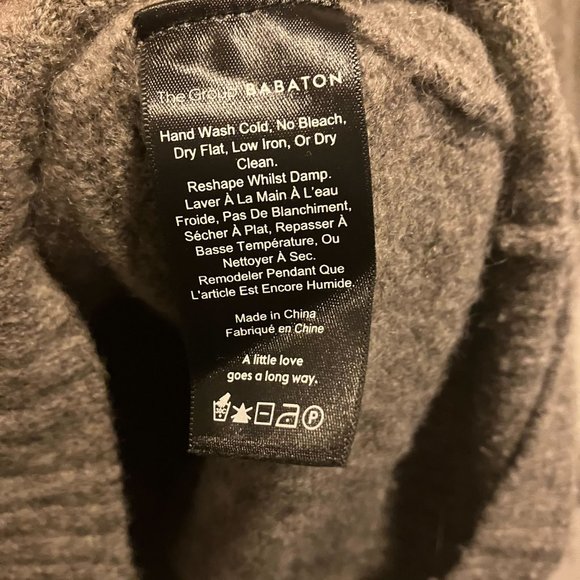 The Group BABATON
Hand Wash Cold, No Bleach,
Dry Flat, Low Iron, Or Dry
Clean.
Reshape Whilst Damp.
Laver À La Main À L'eau
Froide, Pas De Blanchiment,
Sécher À Plat, Repasser À
Basse Température, Ou
Nettoyer À Sec.
Remodeler Pendant Que
L'article Est Encore Humide.
Made in China
Fabriqué en Chine
A little love
goes a long way.
P